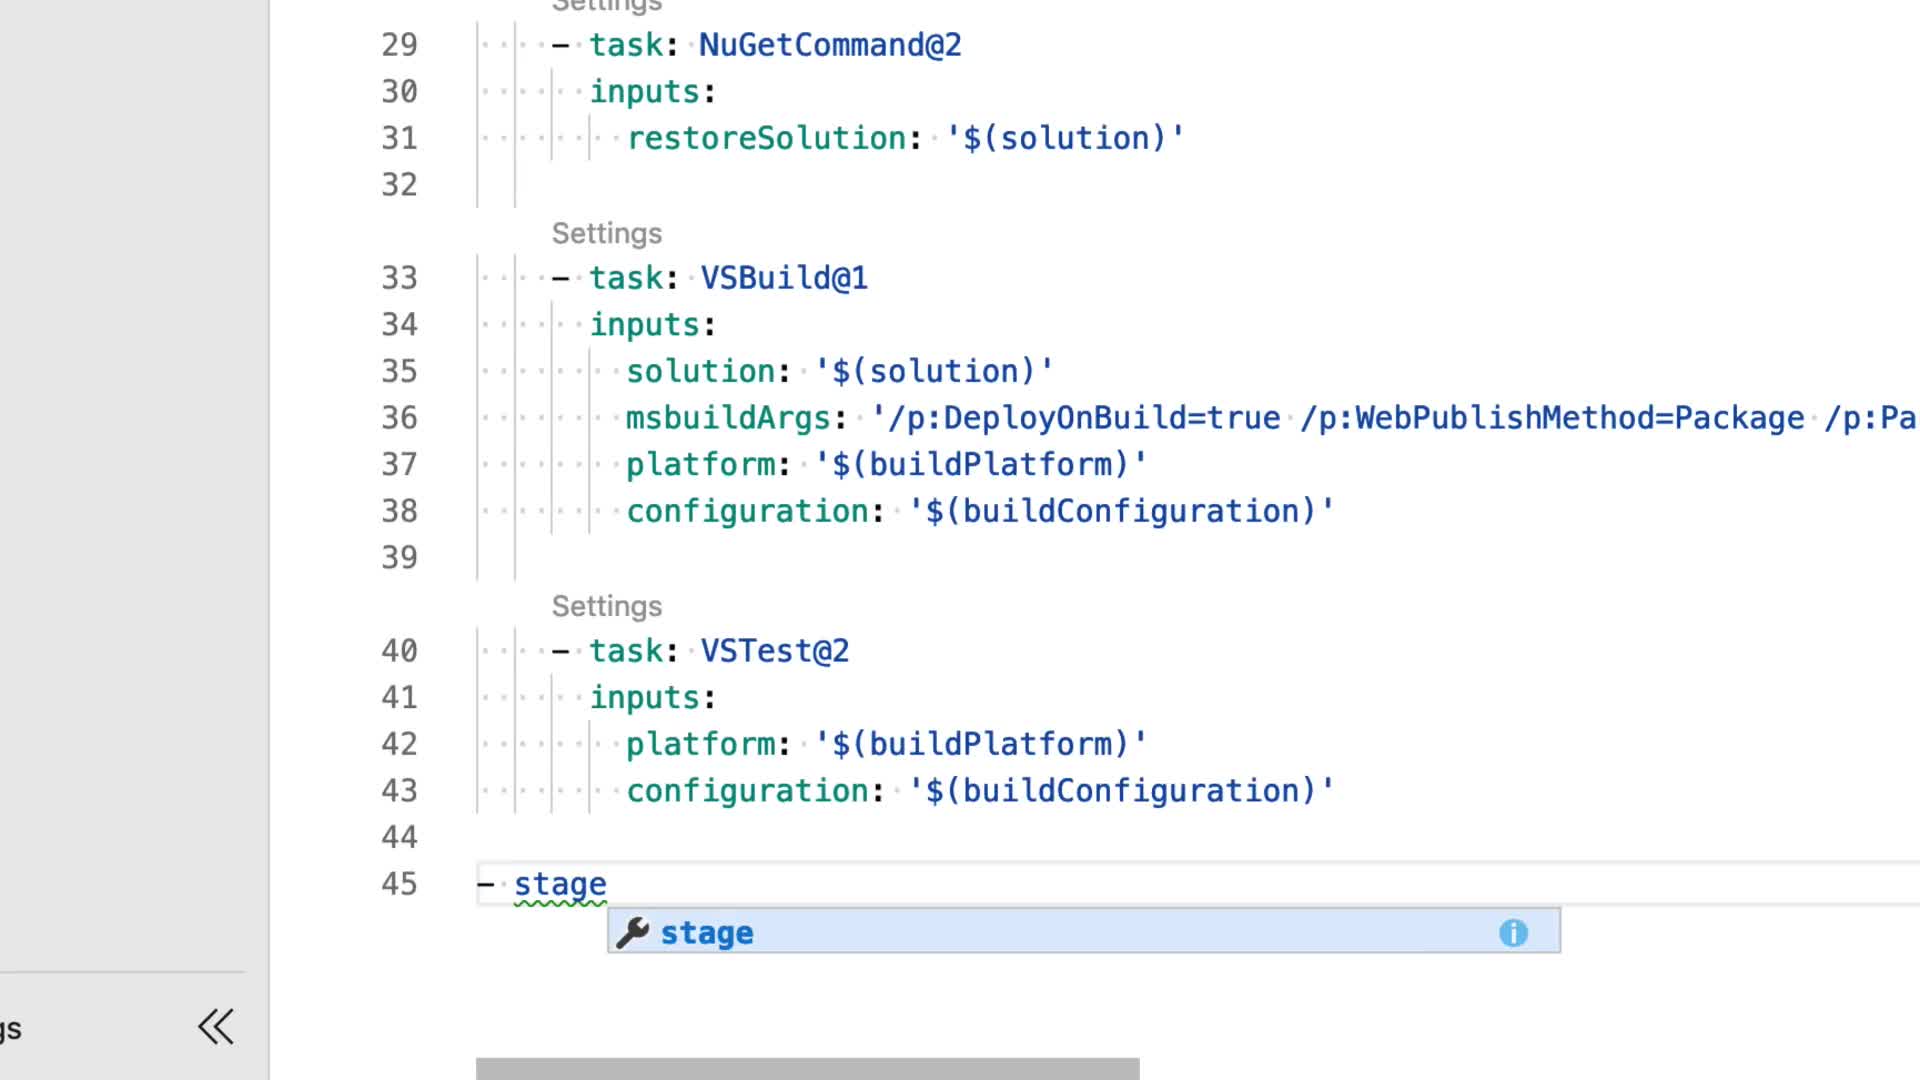 Settings
29 - task: NuGetCommand@2
30 inputs:
31 restoreSolution: '$(solution)'
32
Settings
33 - task: VSBuild@1
34 inputs:
35 solution: '$(solution)'
36 msbuildArgs: '/p:DeployOnBuild=true /p:WebPublishMethod=Package /p:Pa
37 platform: '$(buildPlatform)'
38 configuration: '$(buildConfiguration)'
39
Settings
40 - task: VSTest@2
41 inputs:
42 platform: '$(buildPlatform)'
43 configuration: '$(buildConfiguration)'
44
45 - stage
stage
gs